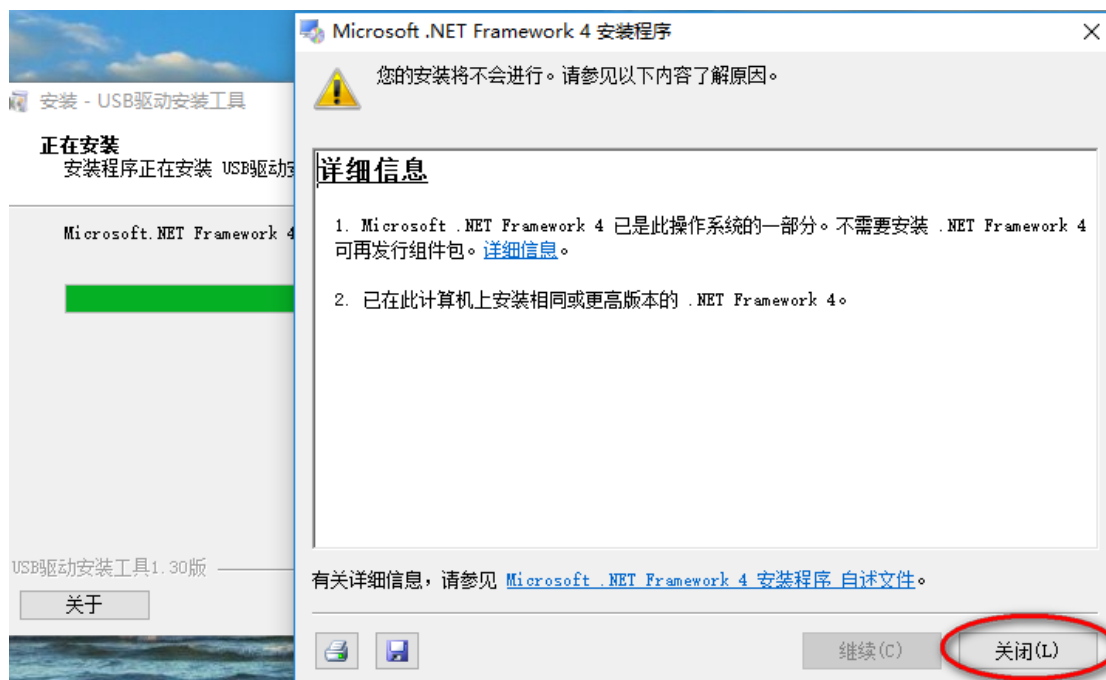 Microsoft .NET Framework 4 安装程序
您的安装将不会进行。请参见以下内容了解原因。
安装 - USB驱动安装工具
正在安装
安装程序正在安装 USB驱动
Microsoft.NET Framework 4
USB驱动安装工具1.30版
关于
详细信息
1. Microsoft .NET Framework 4 已是此操作系统的一部分。不需要安装 .NET Framework 4
可再发行组件包。详细信息。
2. 已在此计算机上安装相同或更高版本的 .NET Framework 4。
有关详细信息，请参见 Microsoft .NET Framework 4 安装程序 自述文件。
继续(C)
关闭(L)